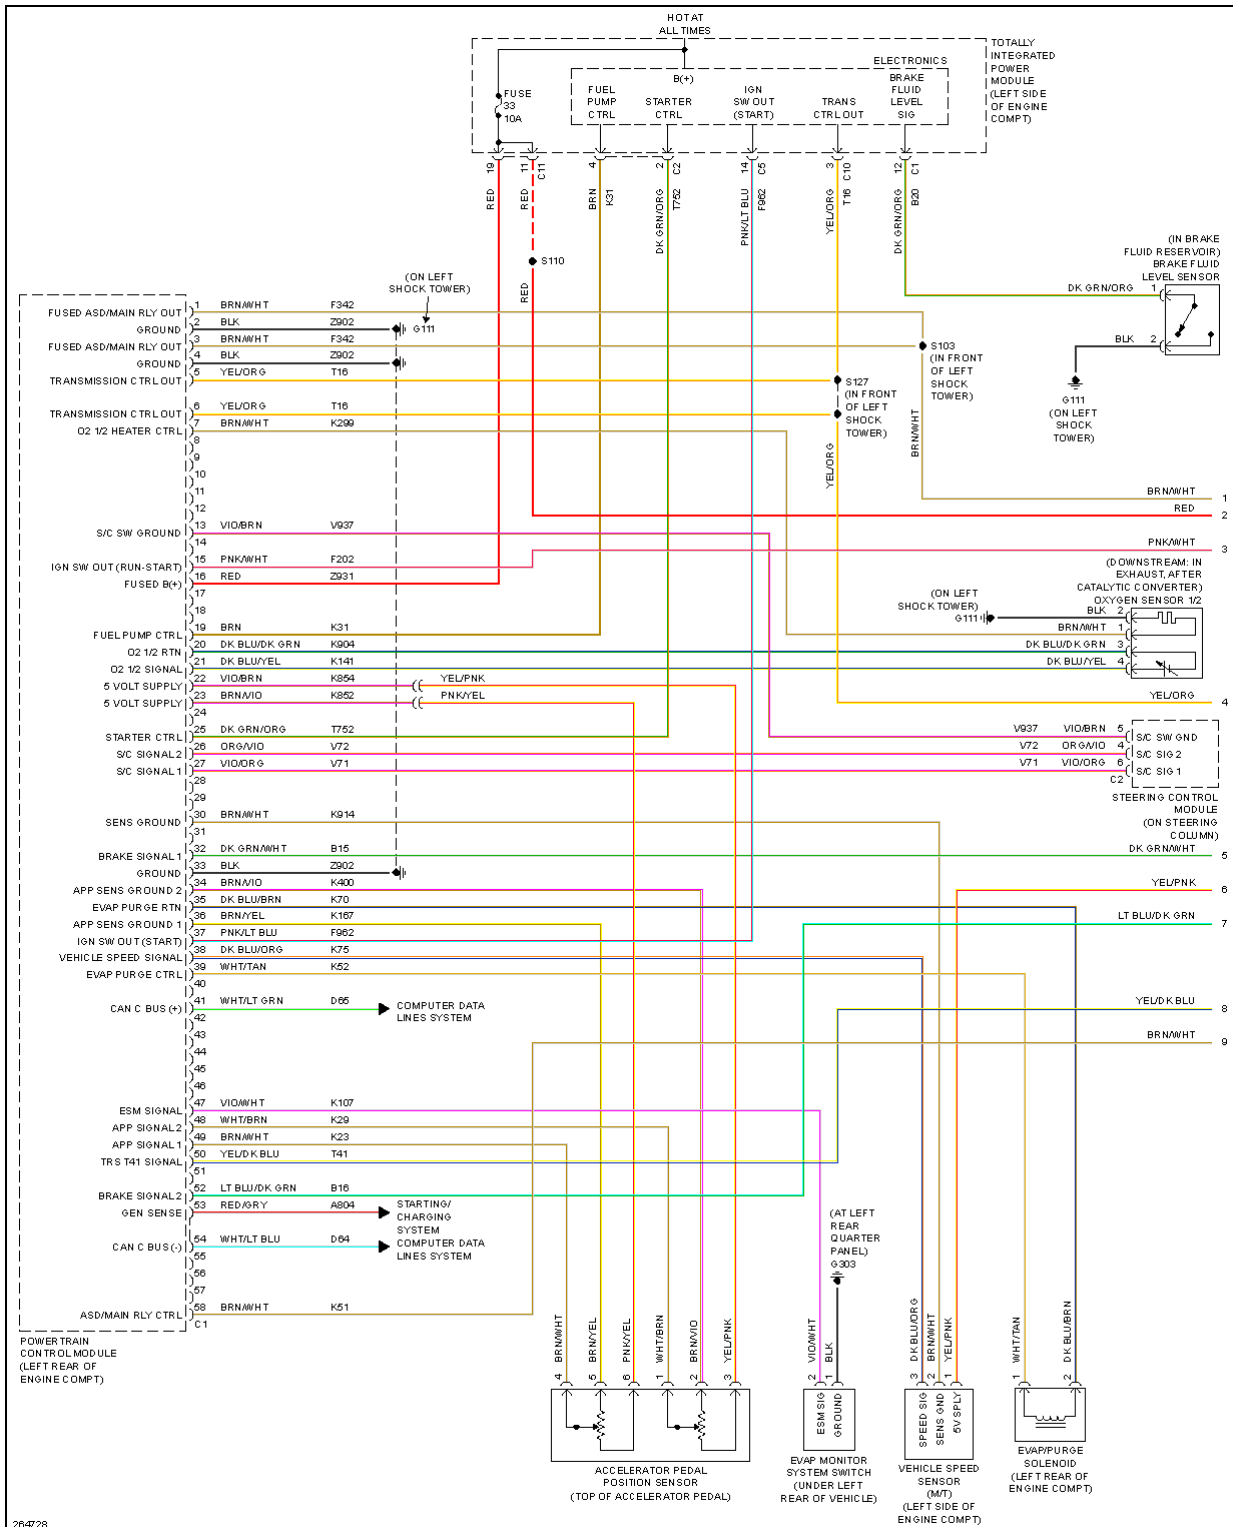 HOT AT
ALL TIMES
TOTALLY
INTEGRATED
POWER
MODULE
(LEFT SIDE
OF ENGINE
COMPT)
ELECTRONICS
FUSE
33
10A
B(+)
FUEL
PUMP
CTRL
STARTER
CTRL
IGN
SW OUT
(START)
TRANS
CTRL OUT
BRAKE
FLUID
LEVEL
SIG
19
11 C11
4
2 C2
14 C5
3 C10
12 C1
RED
RED
BRN K31
DK GRN/ORG T752
PNK/LT BLU F962
YEL/ORG T16
DK GRN/ORG B20
S110
RED
(IN BRAKE
FLUID RESERVOIR)
BRAKE FLUID
LEVEL SENSOR
DK GRN/ORG 1
BLK 2
G111
(ON LEFT
SHOCK
TOWER)
(ON LEFT
SHOCK TOWER)
G111
S103
(IN FRONT
OF LEFT
SHOCK
TOWER)
S127
(IN FRONT
OF LEFT
SHOCK
TOWER)
BRN/WHT
YEL/ORG
FUSED ASD/MAIN RLY OUT 1 BRN/WHT F342
GROUND 2 BLK Z902
FUSED ASD/MAIN RLY OUT 3 BRN/WHT F342
GROUND 4 BLK Z902
TRANSMISSION CTRL OUT 5 YEL/ORG T16
TRANSMISSION CTRL OUT 6 YEL/ORG T16
O2 1/2 HEATER CTRL 7 BRN/WHT K299
8
9
10
11
12
S/C SW GROUND 13 VIO/BRN V937
14
IGN SW OUT (RUN-START) 15 PNK/WHT F202
FUSED B(+) 16 RED Z931
17
18
FUEL PUMP CTRL 19 BRN K31
O2 1/2 RTN 20 DK BLU/DK GRN K904
O2 1/2 SIGNAL 21 DK BLU/YEL K141
5 VOLT SUPPLY 22 VIO/BRN K854 YEL/PNK
5 VOLT SUPPLY 23 BRN/VIO K852 PNK/YEL
24
STARTER CTRL 25 DK GRN/ORG T752
S/C SIGNAL 2 26 ORG/VIO V72
S/C SIGNAL 1 27 VIO/ORG V71
28
29
SENS GROUND 30 BRN/WHT K914
31
BRAKE SIGNAL 1 32 DK GRN/WHT B15
GROUND 33 BLK Z902
APP SENS GROUND 2 34 BRN/VIO K400
EVAP PURGE RTN 35 DK BLU/BRN K70
APP SENS GROUND 1 36 BRN/YEL K167
IGN SW OUT (START) 37 PNK/LT BLU F962
VEHICLE SPEED SIGNAL 38 DK BLU/ORG K75
EVAP PURGE CTRL 39 WHT/TAN K52
40
CAN C BUS (+) 41 WHT/LT GRN D65
COMPUTER DATA
LINES SYSTEM
42
43
44
45
46
ESM SIGNAL 47 VIO/WHT K107
APP SIGNAL 2 48 WHT/BRN K29
APP SIGNAL 1 49 BRN/WHT K23
TRS T41 SIGNAL 50 YEL/DK BLU T41
51
BRAKE SIGNAL 2 52 LT BLU/DK GRN B16
GEN SENSE 53 RED/GRY A804
STARTING/
CHARGING
SYSTEM
CAN C BUS (-) 54 WHT/LT BLU D64
COMPUTER DATA
LINES SYSTEM
55
56
57
ASD/MAIN RLY CTRL 58 BRN/WHT K51
C1
POWERTRAIN
CONTROL MODULE
(LEFT REAR OF
ENGINE COMPT)
BRN/WHT 1
RED 2
PNK/WHT 3
(DOWNSTREAM: IN
EXHAUST, AFTER
CATALYTIC CONVERTER)
OXYGEN SENSOR 1/2
(ON LEFT
SHOCK TOWER)
G111
BLK 2
BRN/WHT 1
DK BLU/DK GRN 3
DK BLU/YEL 4
YEL/ORG 4
V937 VIO/BRN 5 S/C SW GND
V72 ORG/VIO 4 S/C SIG 2
V71 VIO/ORG 6 S/C SIG 1
C2
STEERING CONTROL
MODULE
(ON STEERING
COLUMN)
DK GRN/WHT 5
YEL/PNK 6
LT BLU/DK GRN 7
YEL/DK BLU 8
BRN/WHT 9
(AT LEFT
REAR
QUARTER
PANEL)
G303
BRN/WHT 4
BRN/YEL 5
PNK/YEL 6
WHT/BRN 1
BRN/VIO 2
YEL/PNK 3
ACCELERATOR PEDAL
POSITION SENSOR
(TOP OF ACCELERATOR PEDAL)
VIO/WHT 2 ESM SIG
BLK 1 GROUND
EVAP MONITOR
SYSTEM SWITCH
(UNDER LEFT
REAR OF VEHICLE)
DK BLU/ORG 3 SPEED SIG
BRN/WHT 2 SENS GND
YEL/PNK 1 5V SPLY
VEHICLE SPEED
SENSOR
(M/T)
(LEFT SIDE OF
ENGINE COMPT)
WHT/TAN 1
DK BLU/BRN 2
EVAP/PURGE
SOLENOID
(LEFT REAR OF
ENGINE COMPT)
264728